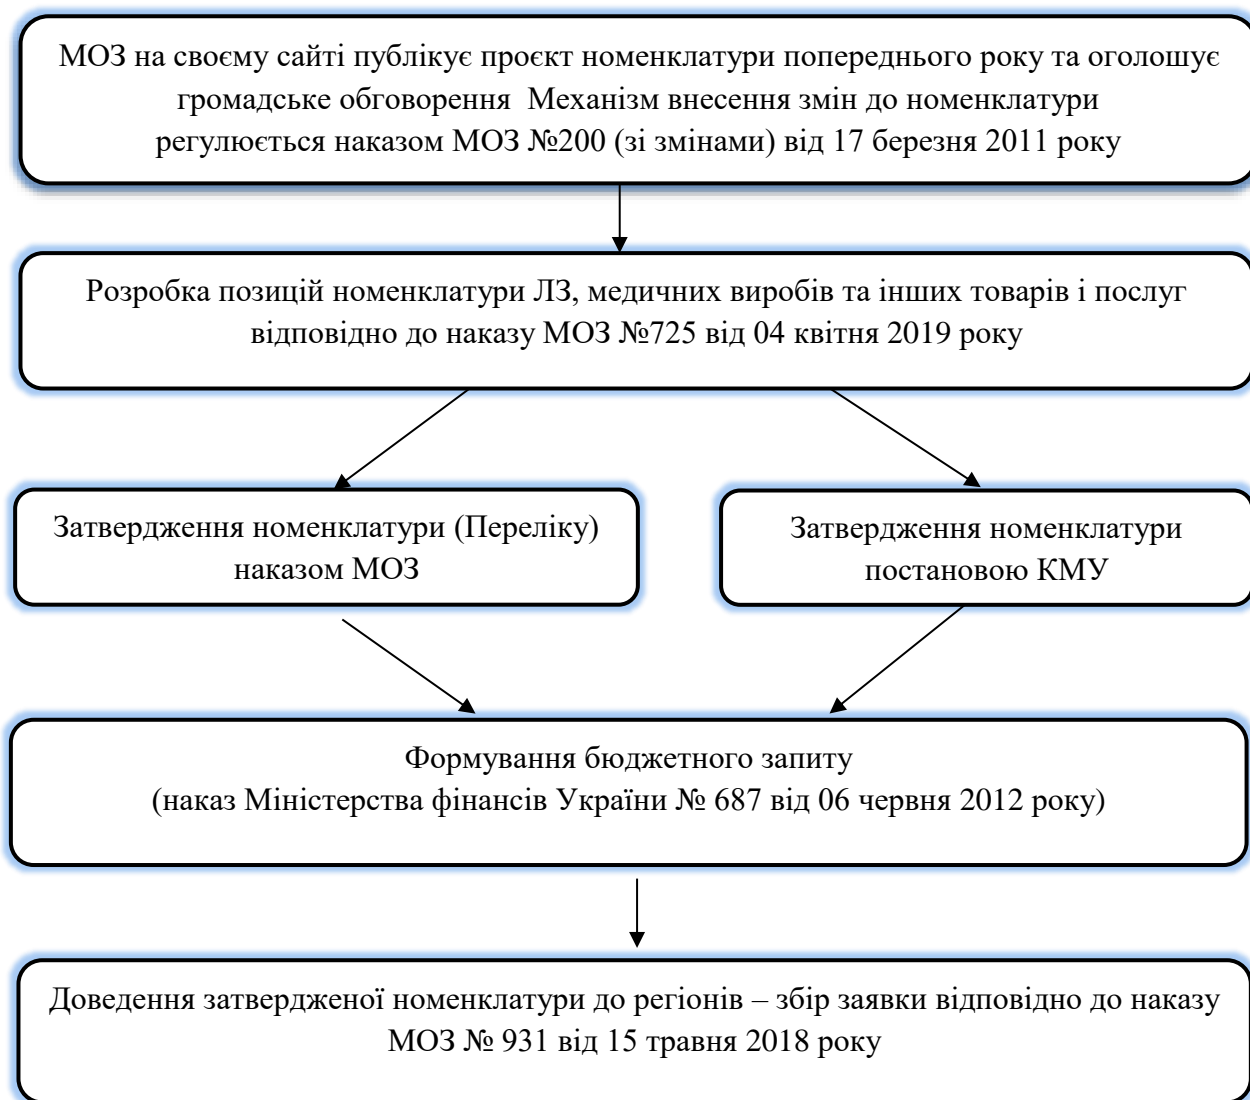 МОЗ на своєму сайті публікує проєкт номенклатури попереднього року та оголошує
громадське обговорення  Механізм внесення змін до номенклатури
регулюється наказом МОЗ №200 (зі змінами) від 17 березня 2011 року
Розробка позицій номенклатури ЛЗ, медичних виробів та інших товарів і послуг
відповідно до наказу МОЗ №725 від 04 квітня 2019 року
Затвердження номенклатури (Переліку)
наказом МОЗ
Затвердження номенклатури
постановою КМУ
Формування бюджетного запиту
(наказ Міністерства фінансів України № 687 від 06 червня 2012 року)
Доведення затвердженої номенклатури до регіонів – збір заявки відповідно до наказу
МОЗ № 931 від 15 травня 2018 року